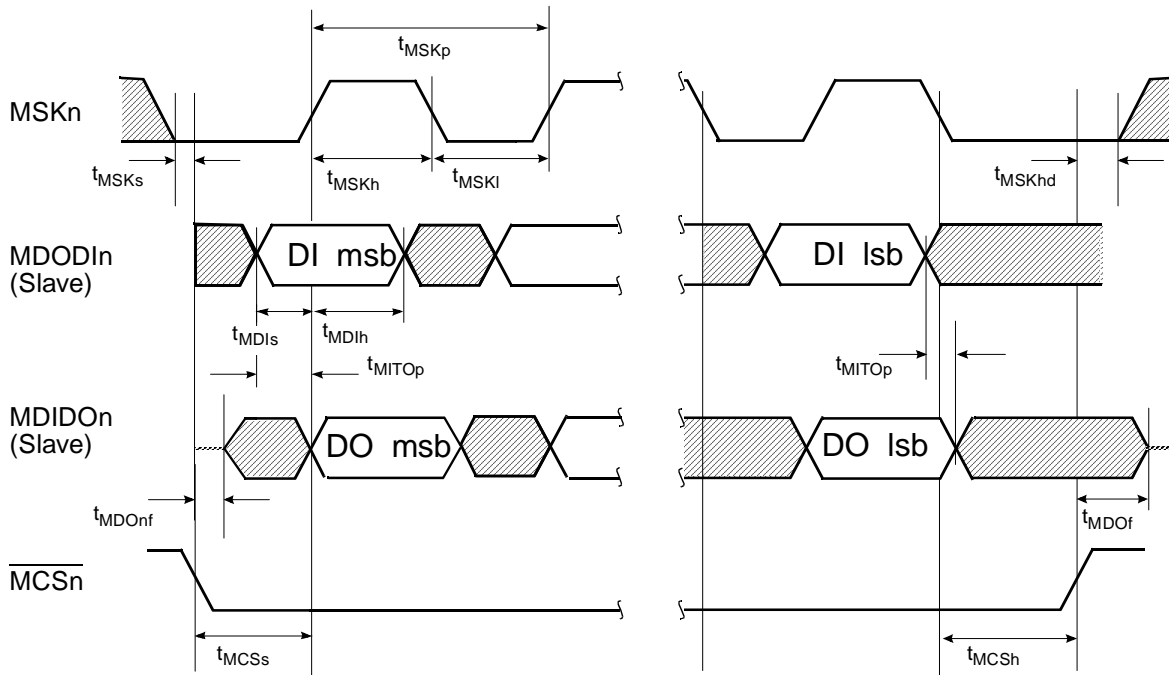 tMSKp
MSKn
tMSKs
tMSKh
tMSKl
tMSKhd
MDODIn
(Slave)
DI msb
DI lsb
tMDIs
tMDIh
tMITOp
tMITOp
MDIDOn
(Slave)
DO msb
DO lsb
tMDOnf
tMDOf
MCSn
tMCSs
tMCSh